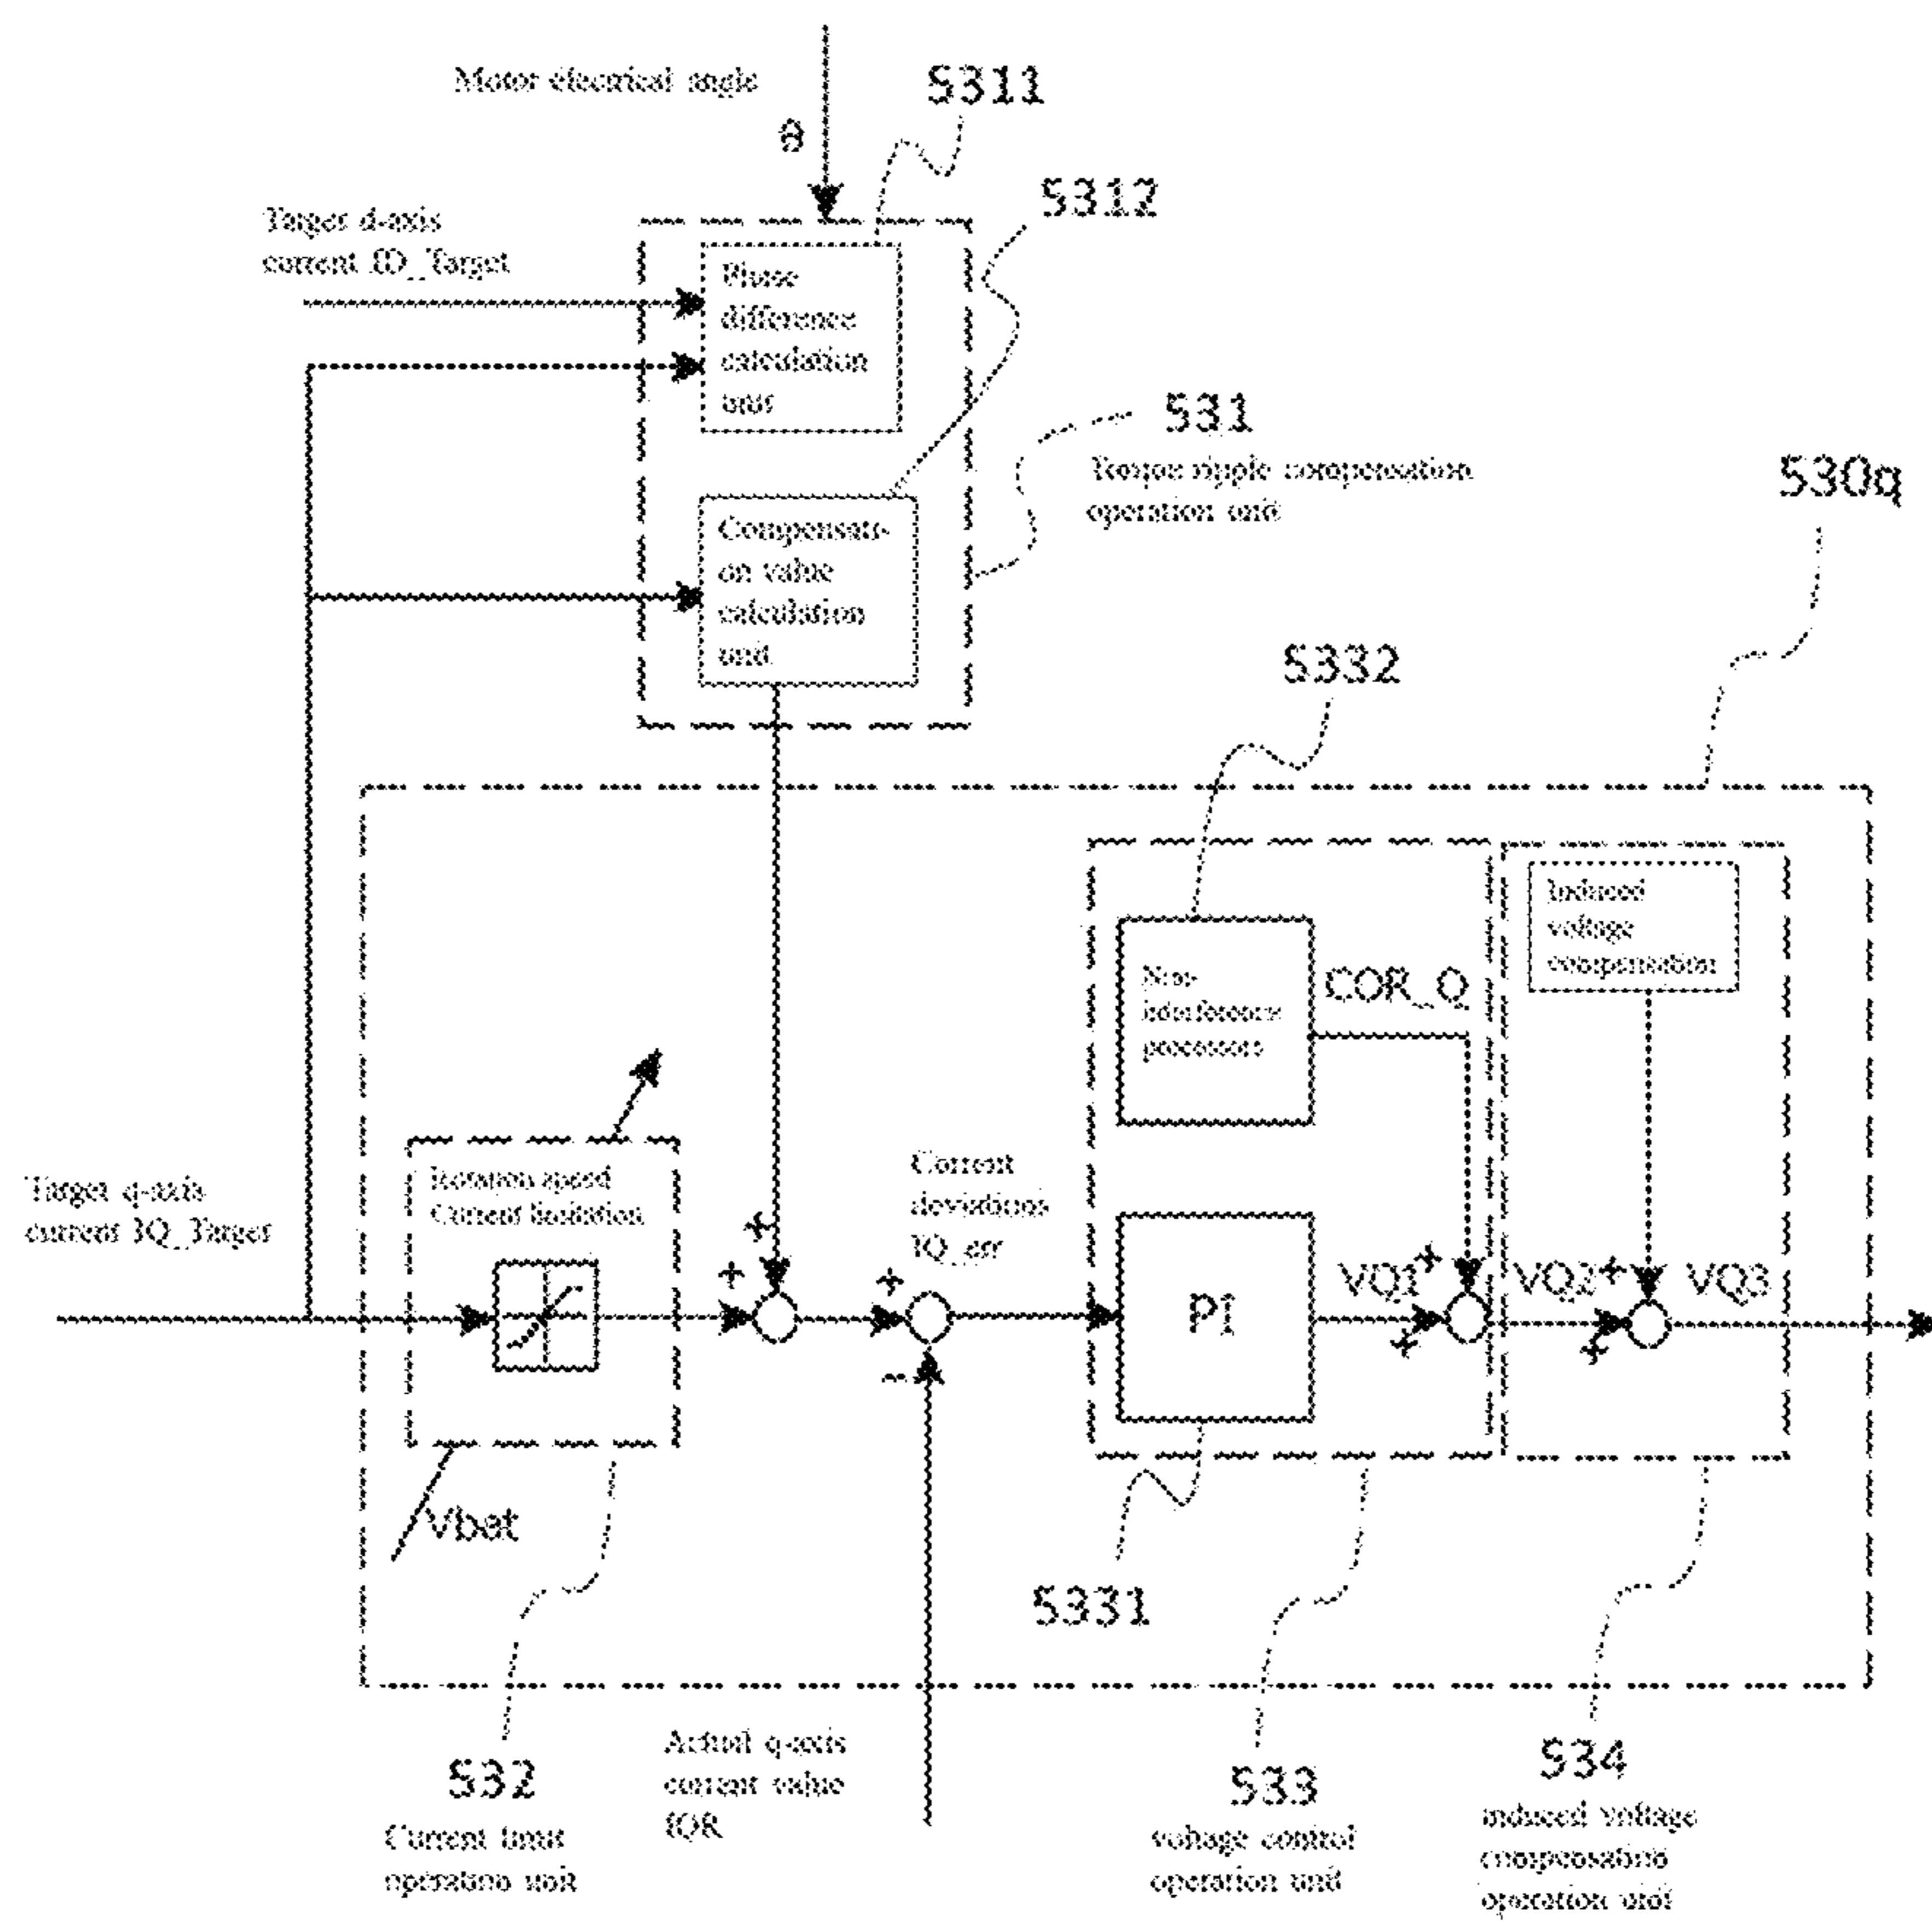 Motor electrical angle
θ
5311
5312
Target d-axis
current ID_Target
Phase
difference
calculation
unit
531
Torque ripple compensation
operation unit
530q
Compensati-
on value
calculation
unit
5332
Induced
voltage
compensation
Non-
interference
processors
COR_Q
Rotation speed
Current limitation
Target q-axis
current IQ_Target
Current
deviations
IQ_err
+
+
+
−
PI
VQ1
+
+
VQ2
+
+
VQ3
Vbat
5331
532
Current limit
operation unit
Actual q-axis
current value
IQR
533
voltage control
operation unit
534
induced voltage
compensation
operation unit